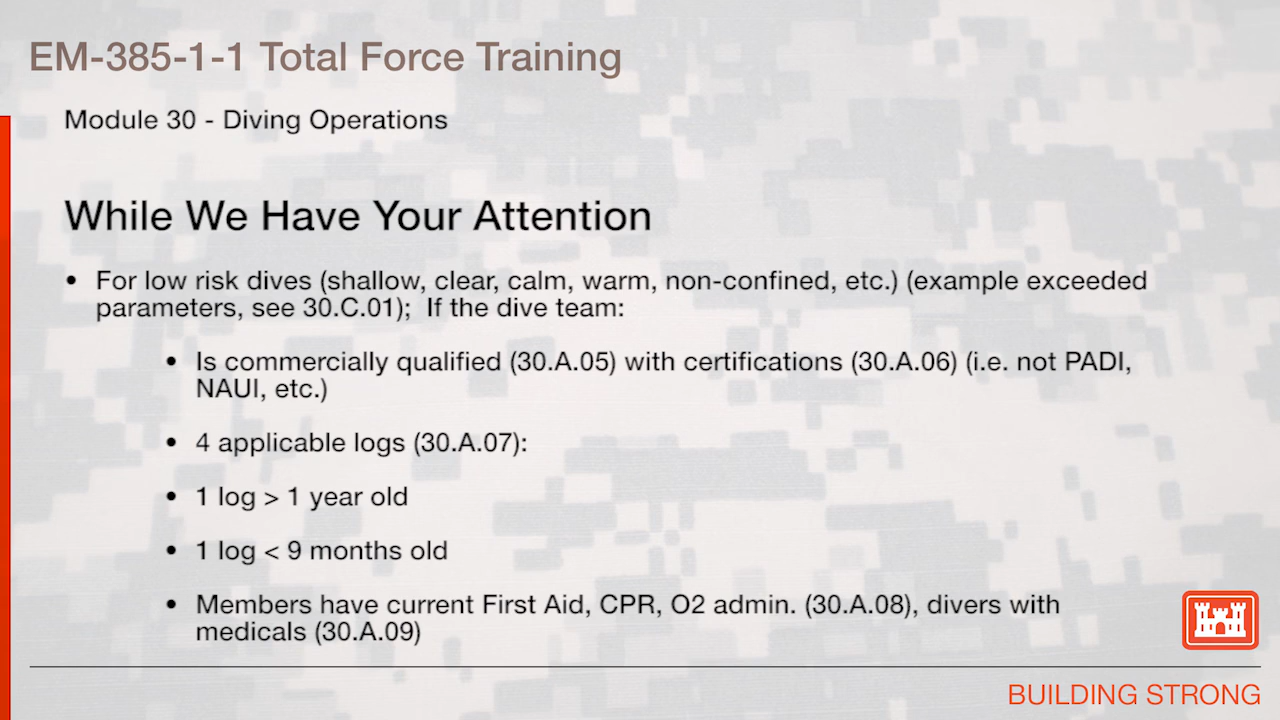 EM-385-1-1 Total Force Training
Module 30 - Diving Operations
While We Have Your Attention
• For low risk dives (shallow, clear, calm, warm, non-confined, etc.) (example exceeded
parameters, see 30.C.01);  If the dive team:
• Is commercially qualified (30.A.05) with certifications (30.A.06) (i.e. not PADI,
NAUI, etc.)
• 4 applicable logs (30.A.07):
• 1 log > 1 year old
• 1 log < 9 months old
• Members have current First Aid, CPR, O2 admin. (30.A.08), divers with
medicals (30.A.09)
BUILDING STRONG